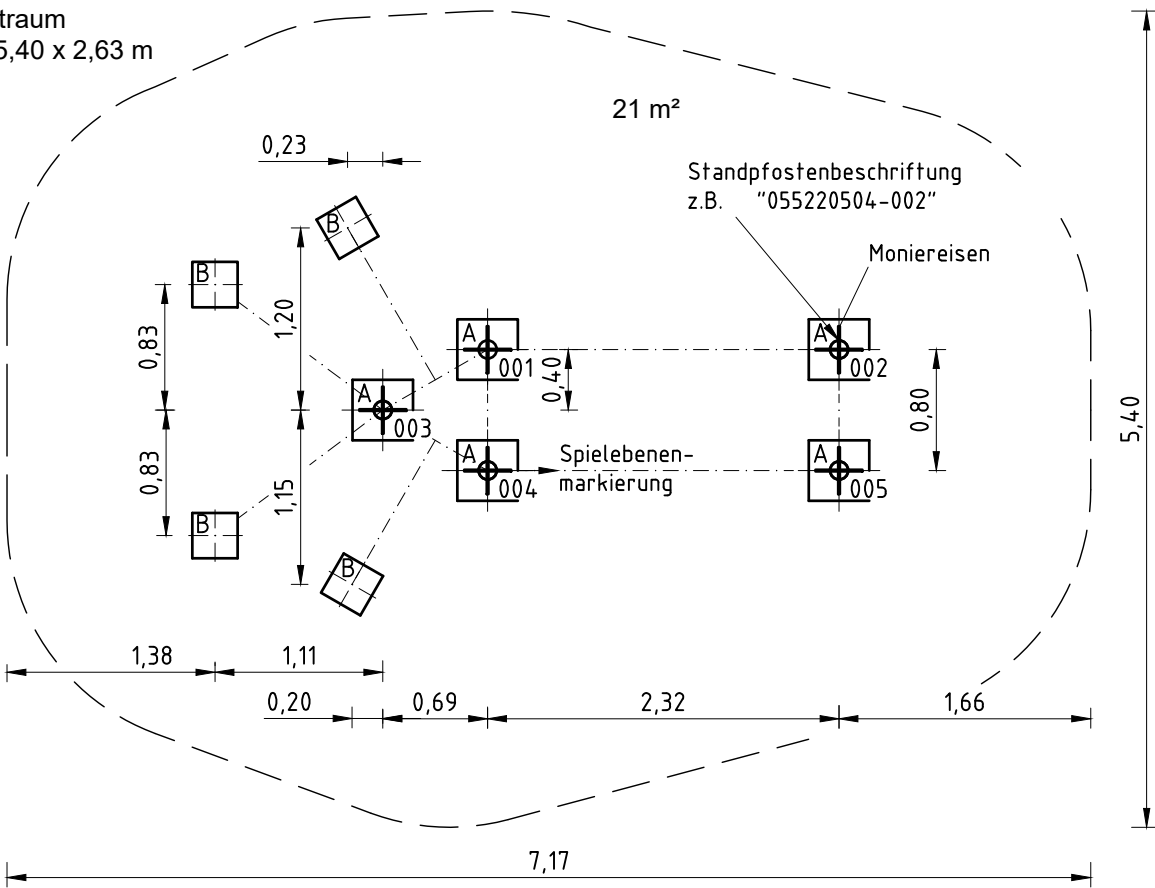 traum
5,40 x 2,63 m
21 m²
0,23
Standpfostenbeschriftung
z.B. "055220504-002"
Moniereisen
B
B
A
001
A
002
0,83
1,20
0,40
0,80
5,40
A
003
A
004
Spielebenen-
markierung
A
005
0,83
1,15
B
B
1,38
1,11
0,20
0,69
2,32
1,66
7,17